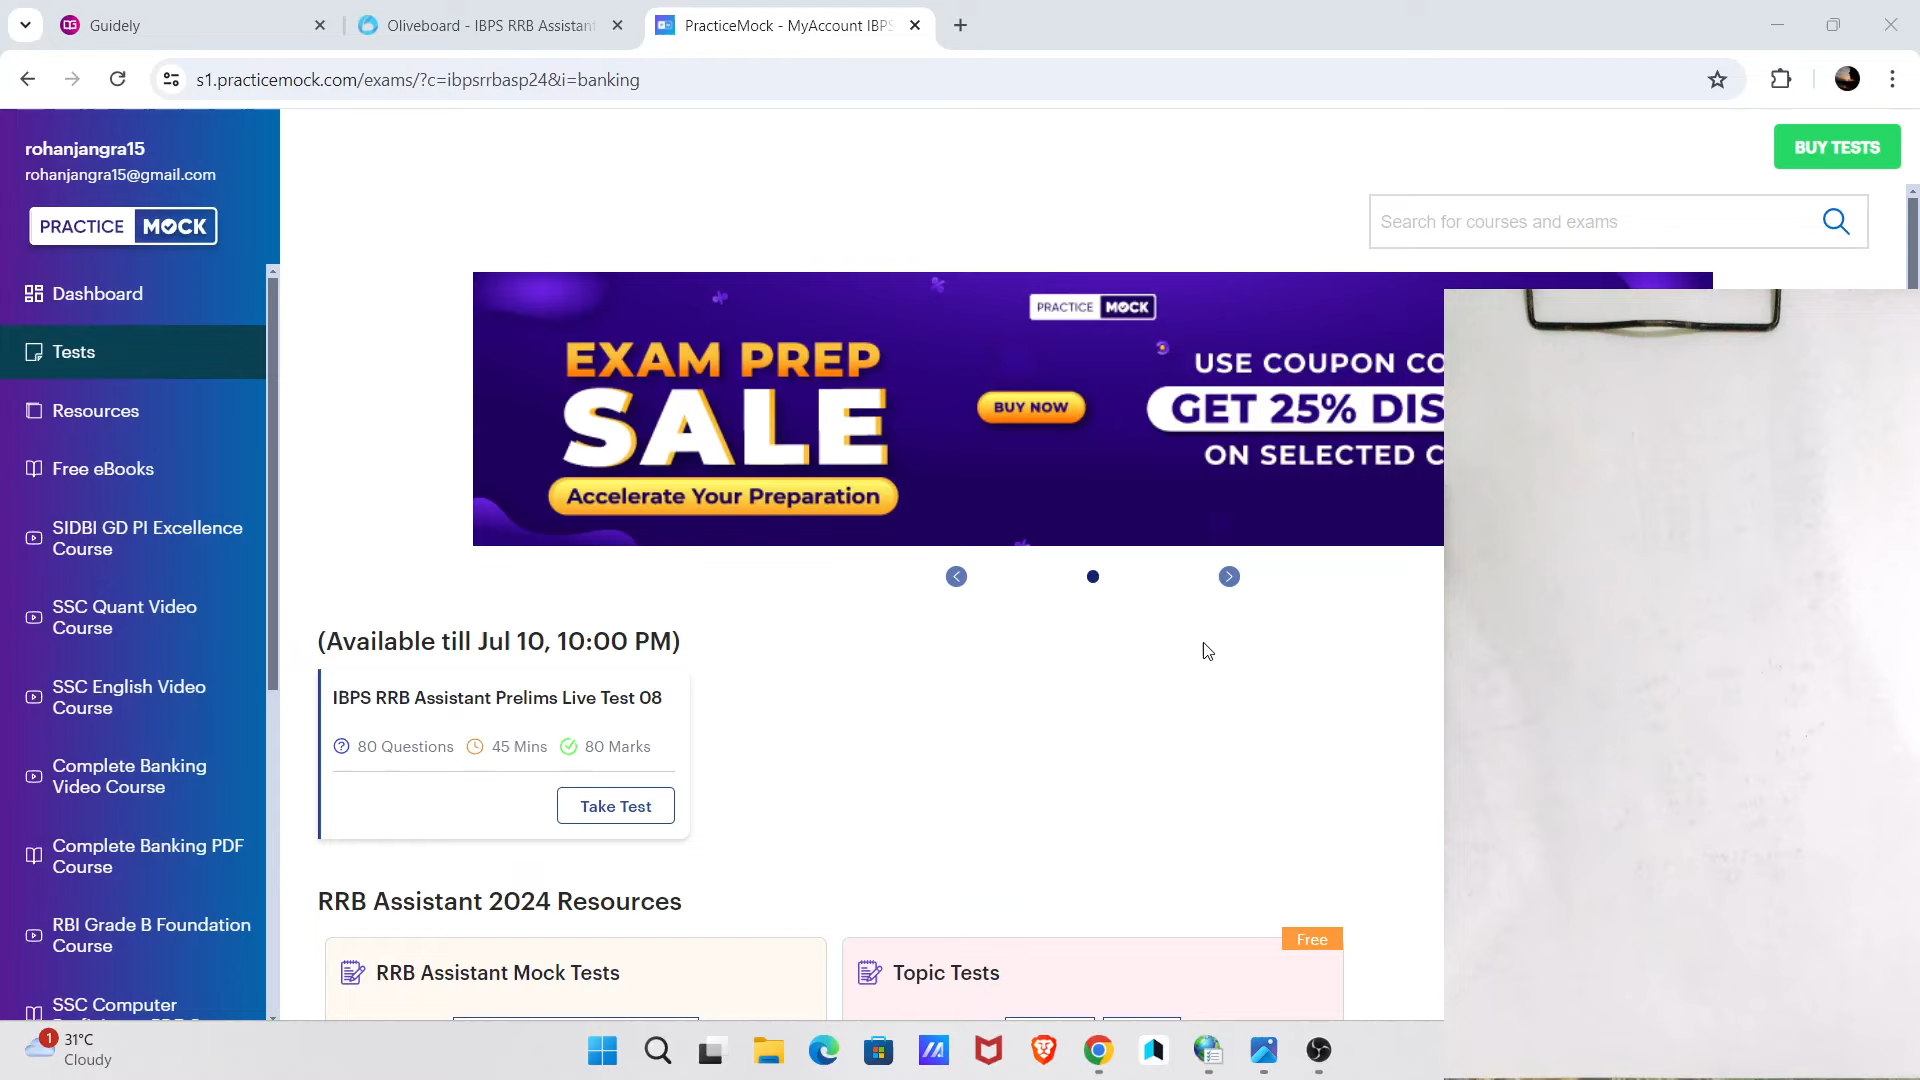 Guidely
Oliveboard - IBPS RRB Assistant
PracticeMock - MyAccount IBPS
s1.practicemock.com/exams/?c=ibpsrrbasp24&i=banking
rohanjangra15
rohanjangra15@gmail.com
PRACTICE MOCK
Dashboard
Tests
Resources
Free eBooks
SIDBI GD PI Excellence
Course
SSC Quant Video
Course
SSC English Video
Course
Complete Banking
Video Course
Complete Banking PDF
Course
RBI Grade B Foundation
Course
SSC Computer
BUY TESTS
Search for courses and exams
PRACTICE MOCK
EXAM PREP
SALE
Accelerate Your Preparation
BUY NOW
USE COUPON CO
GET 25% DIS
ON SELECTED C
(Available till Jul 10, 10:00 PM)
IBPS RRB Assistant Prelims Live Test 08
80 Questions 45 Mins 80 Marks
Take Test
RRB Assistant 2024 Resources
RRB Assistant Mock Tests
Free
Topic Tests
1
31°C
Cloudy